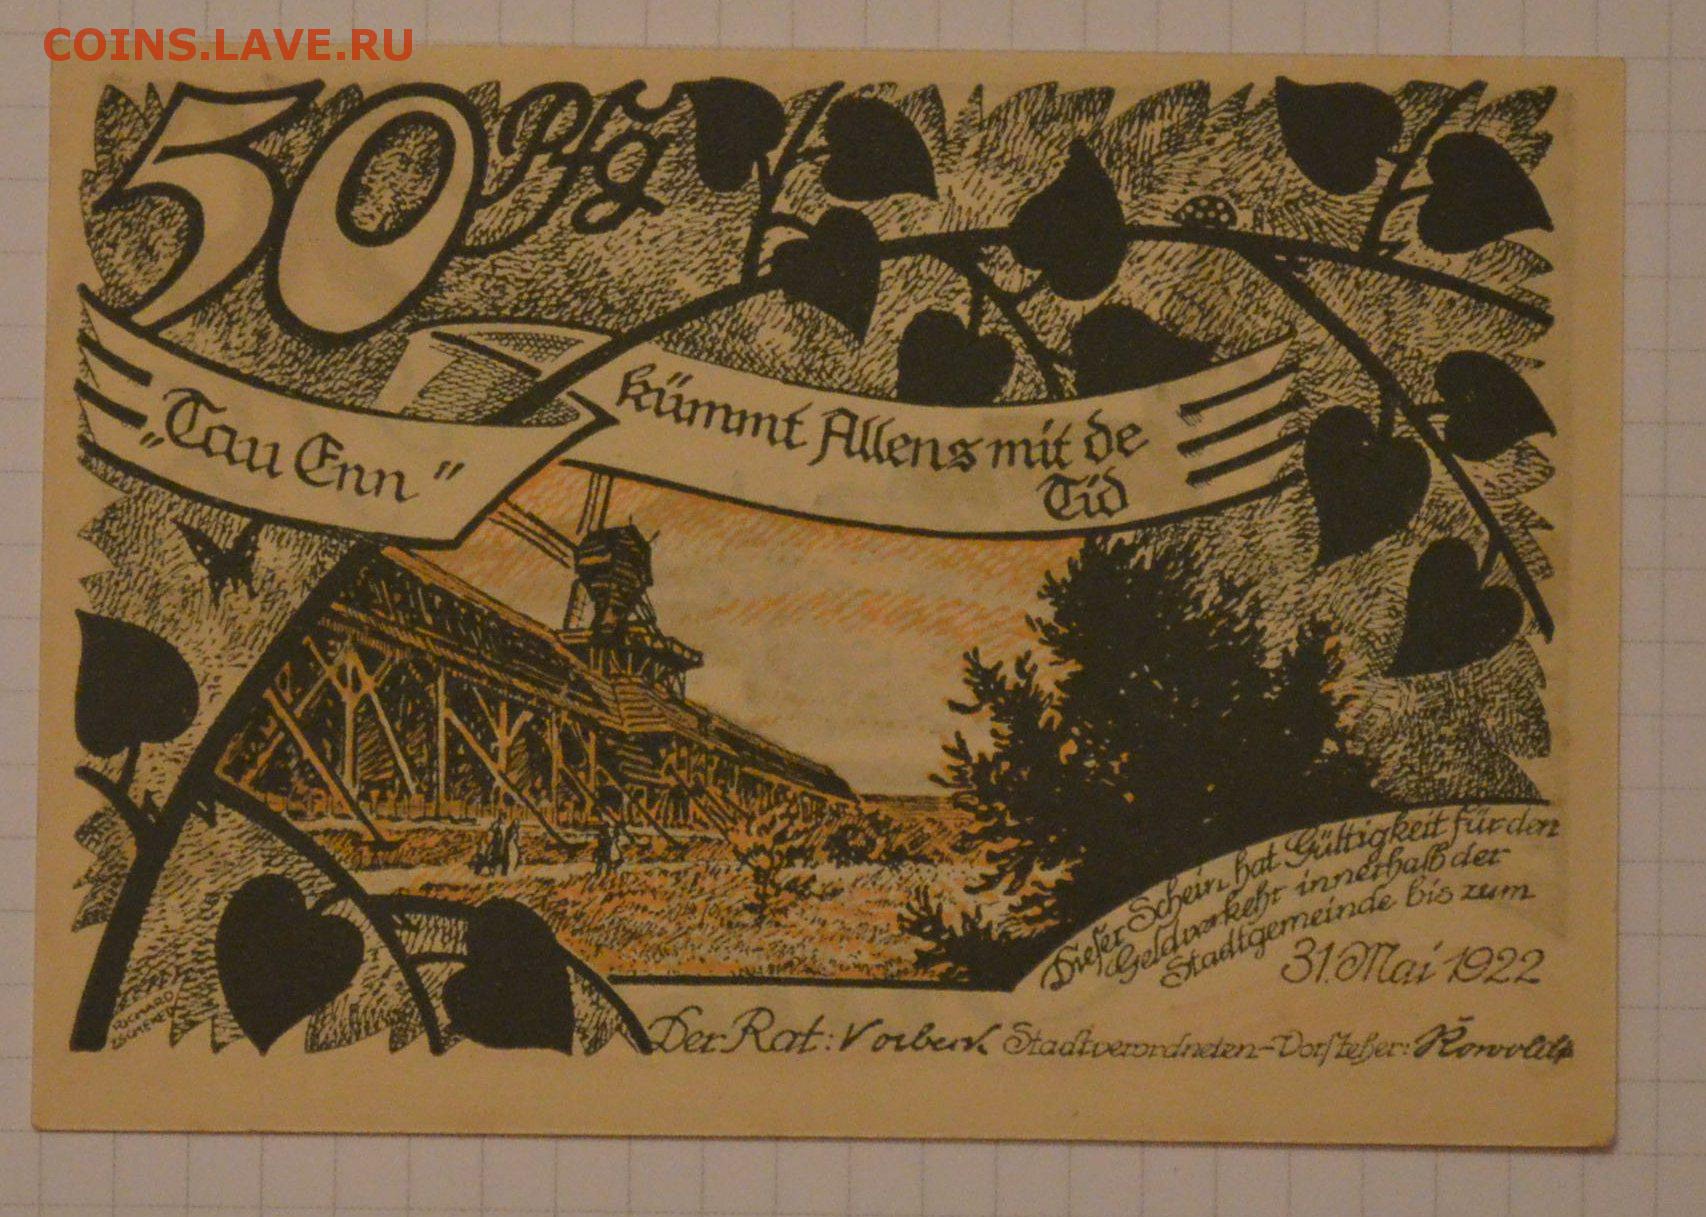 COINS.LAVE.RU
50 Pfg
„Tau Enn"
kümmt Allens mit de
Tid
Dieser Schein hat Gültigkeit für den
Geldverkehr innerhalb der
Stadtgemeinde bis zum
31. Mai 1922
RICHARD
Der Rat: Stadtverordneten-Vorsteher: